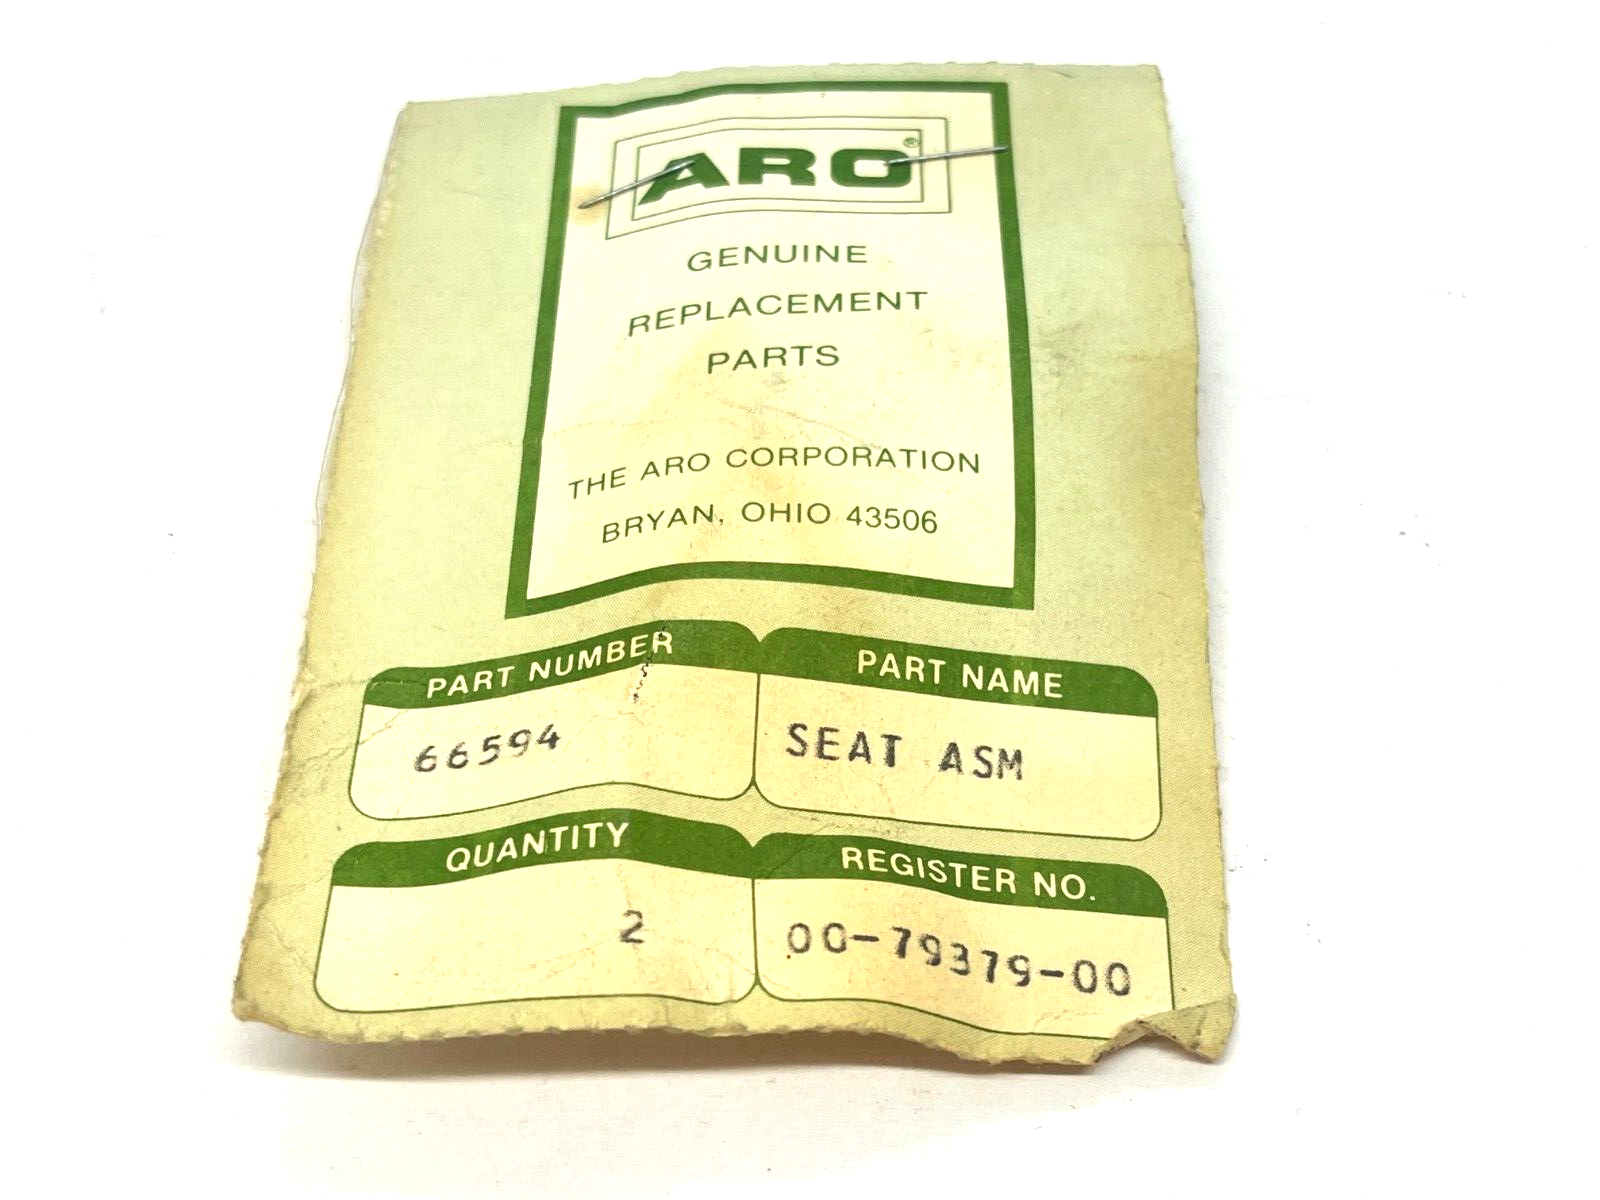 ARO®
GENUINE
REPLACEMENT
PARTS
THE ARO CORPORATION
BRYAN, OHIO 43506
PART NUMBER
66594
PART NAME
SEAT ASM
QUANTITY
2
REGISTER NO.
00-79379-00